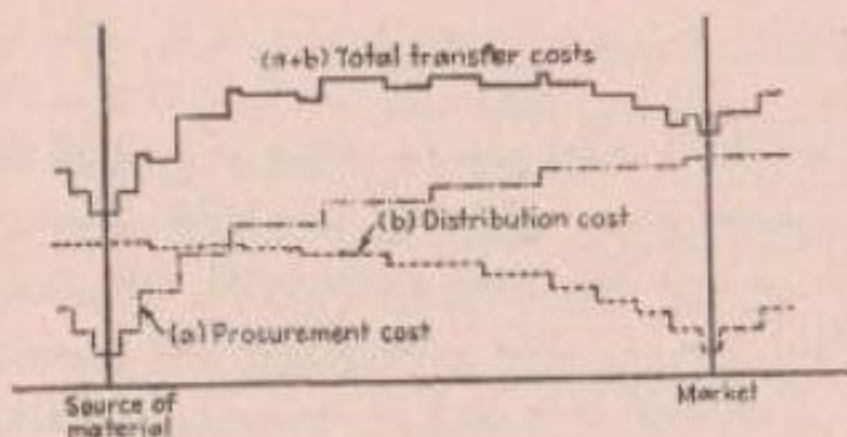 (a+b) Total transfer costs
(b) Distribution cost
(a) Procurement cost
Source of
material
Market